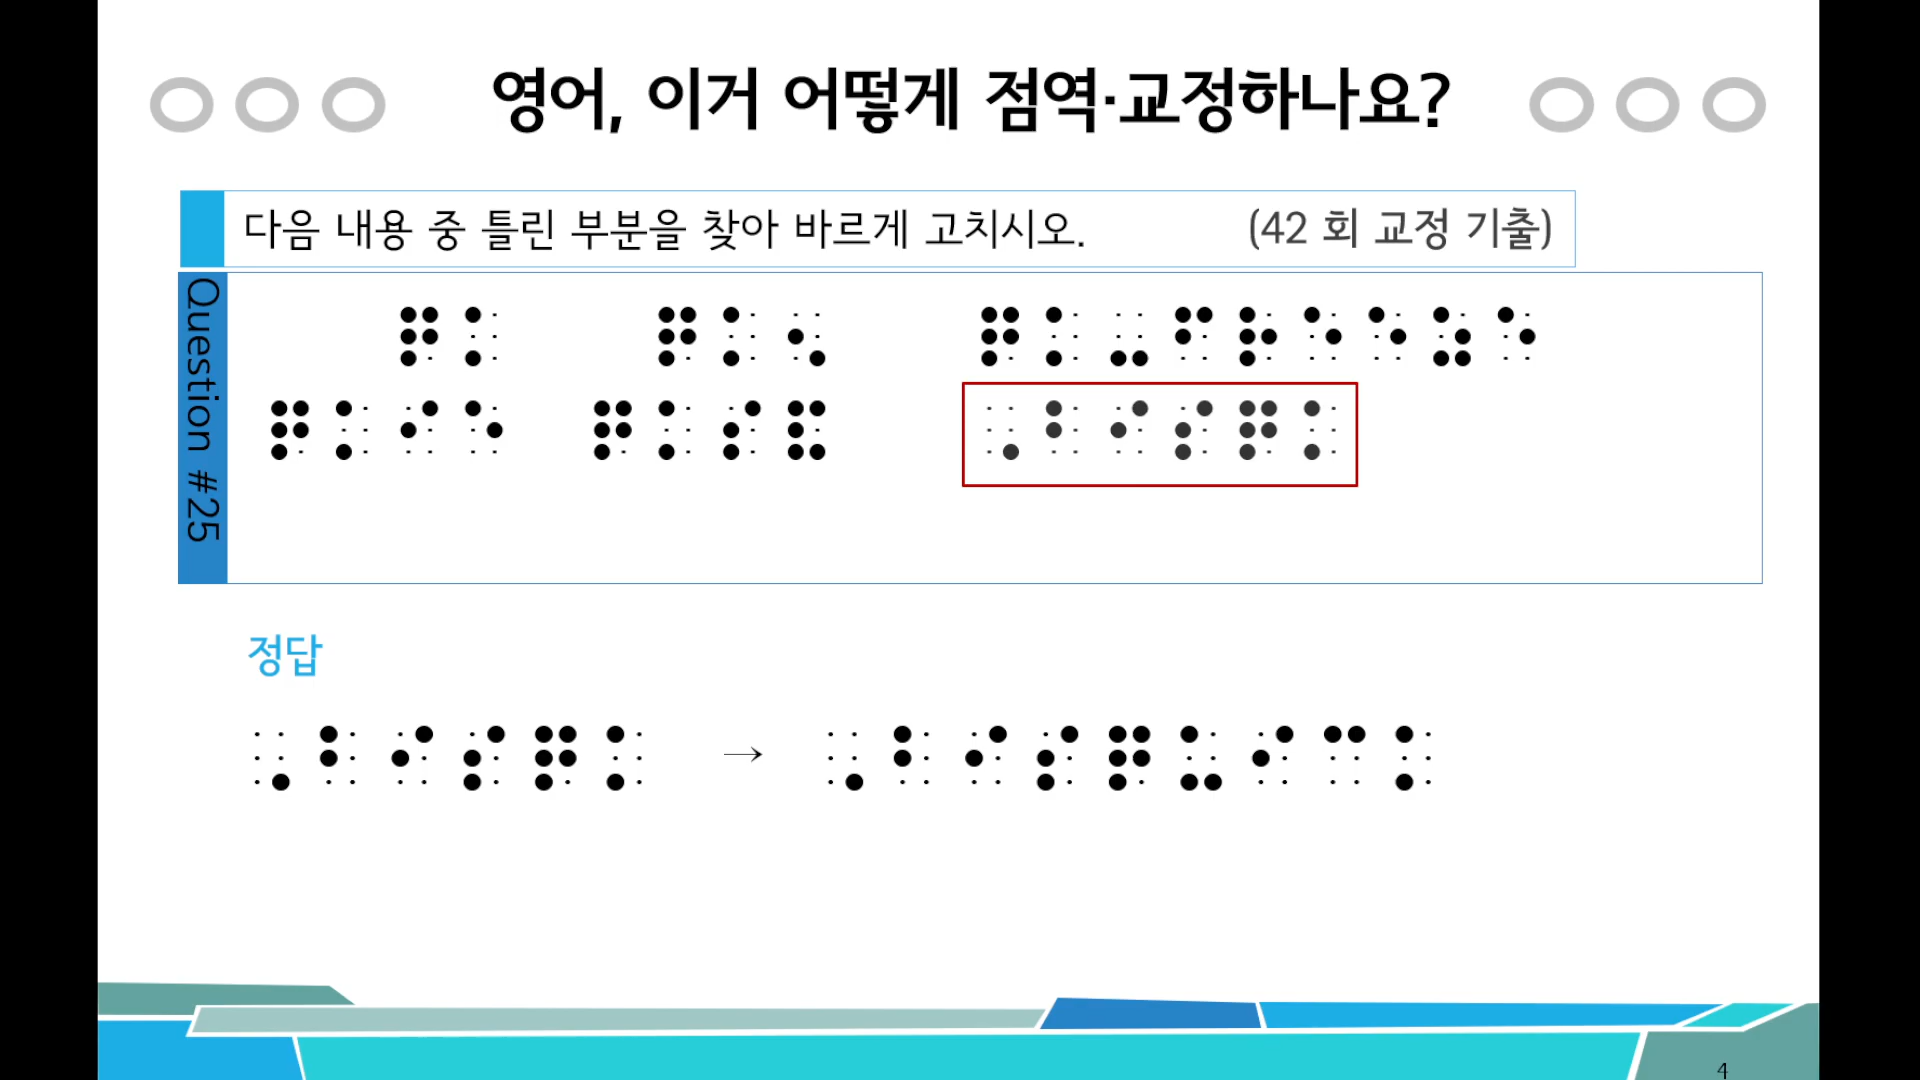 영어, 이거 어떻게 점역·교정하나요?
다음 내용 중 틀린 부분을 찾아 바르게 고치시오. (42 회 교정 기출)
Question #25
⠟⠅ ⠟⠅⠢ ⠟⠅⠤⠋⠗⠑⠑⠵⠑
⠟⠅⠊⠑ ⠟⠅⠎⠯ ⠠⠃⠊⠎⠟⠅
정답
⠠⠃⠊⠎⠟⠅ → ⠠⠃⠊⠎⠟⠥⠊⠉⠅
4